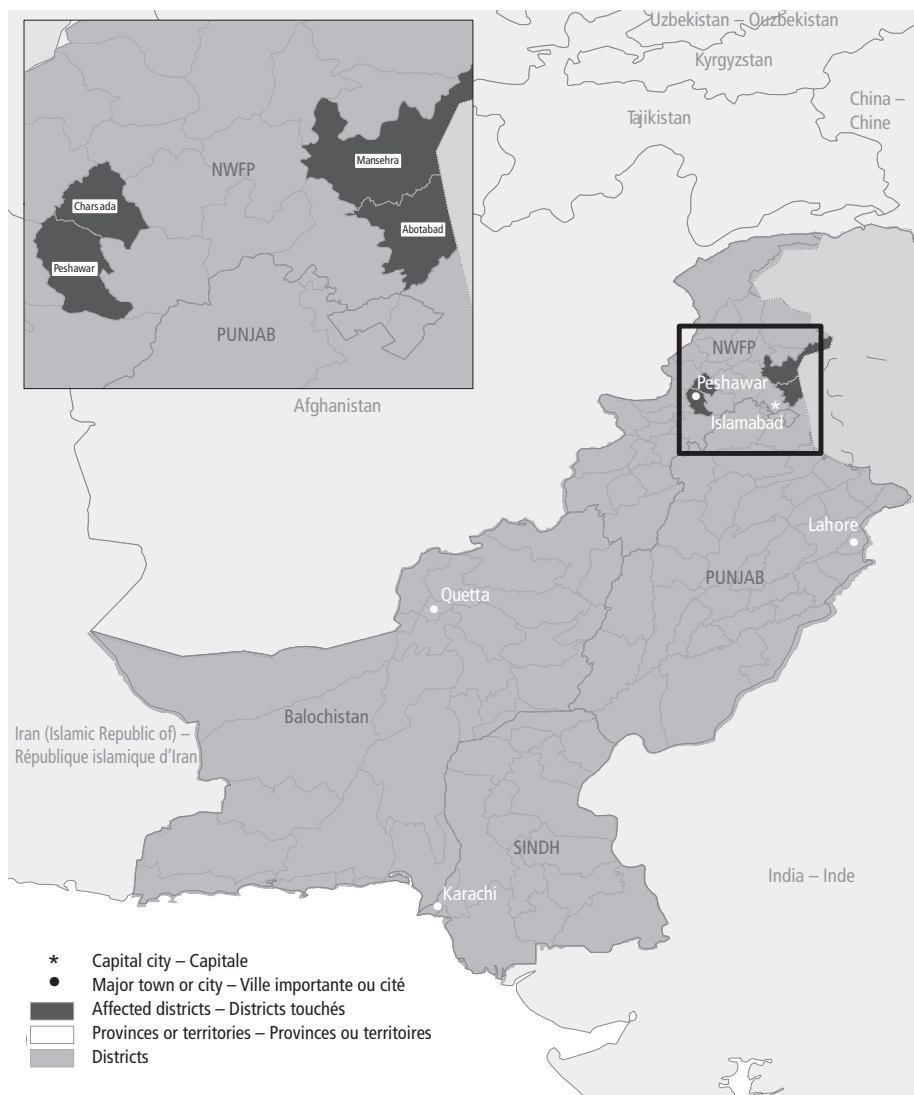 Uzbekistan – Ouzbekistan
Kyrgyzstan
China –
Chine
Tajikistan
Mansehra
NWFP
Charsada
Abotabad
Peshawar
PUNJAB
NWFP
Peshawar
Afghanistan
*
Islamabad
Lahore
PUNJAB
Quetta
Balochistan
Iran (Islamic Republic of) –
République islamique d'Iran
SINDH
India – Inde
Karachi
* Capital city – Capitale
Major town or city – Ville importante ou cité
Affected districts – Districts touchés
Provinces or territories – Provinces ou territoires
Districts